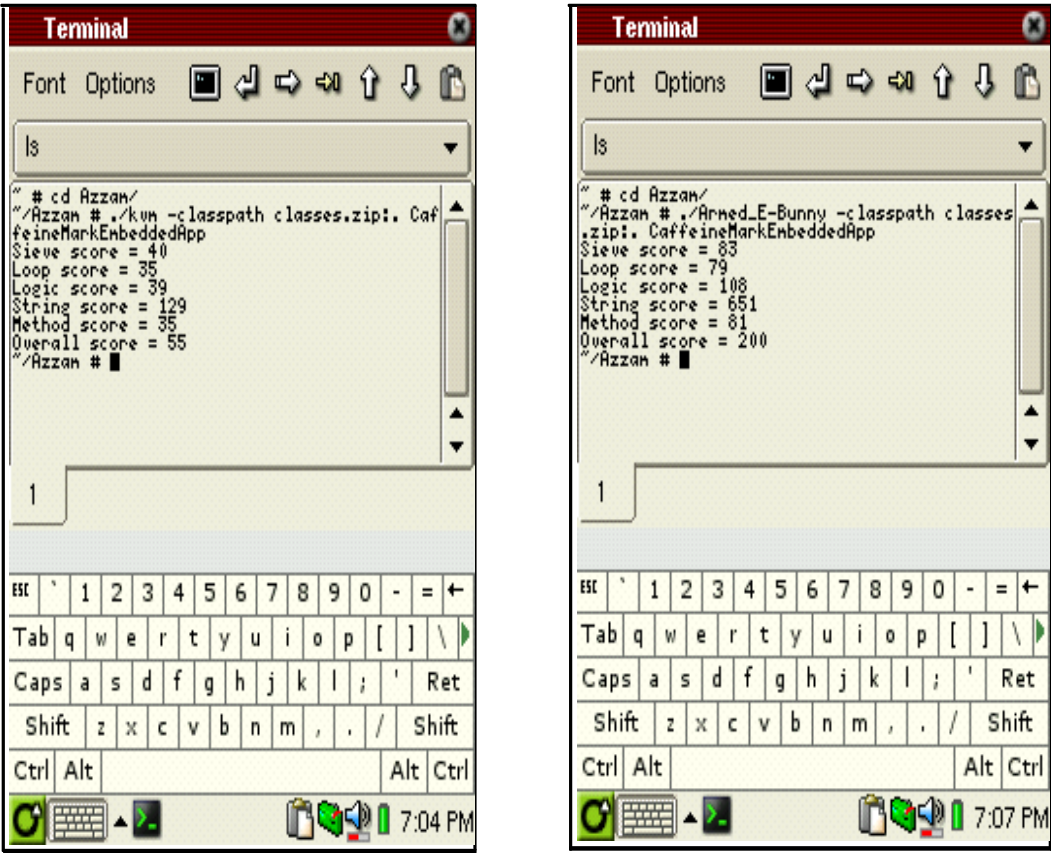 Terminal
Font Options
ls
~ # cd Azzam/
~/Azzam # ./kvm -classpath classes.zip:. Caf
feineMarkEmbeddedApp
Sieve score = 40
Loop score = 35
Logic score = 39
String score = 129
Method score = 35
Overall score = 55
~/Azzam #
1
ESC ` 1 2 3 4 5 6 7 8 9 0 - = ←
Tab q w e r t y u i o p [ ] \
Caps a s d f g h j k l ; ' Ret
Shift z x c v b n m , . / Shift
Ctrl Alt Alt Ctrl
7:04 PM
Terminal
Font Options
ls
~ # cd Azzam/
~/Azzam # ./Armed_E-Bunny -classpath classes
.zip:. CaffeineMarkEmbeddedApp
Sieve score = 83
Loop score = 79
Logic score = 108
String score = 651
Method score = 81
Overall score = 200
~/Azzam #
1
ESC ` 1 2 3 4 5 6 7 8 9 0 - = ←
Tab q w e r t y u i o p [ ] \
Caps a s d f g h j k l ; ' Ret
Shift z x c v b n m , . / Shift
Ctrl Alt Alt Ctrl
7:07 PM